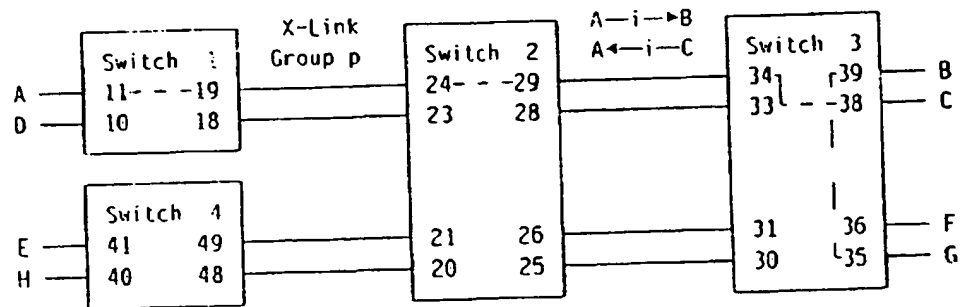 X-Link
Group p
A—i—►B
A◄—i—C
Switch 1
A 11- - -19
D 10 18
Switch 2
24- - -29
23 28
21 26
20 25
Switch 3
34 39 B
33 - -38 C
31 36 F
30 35 G
Switch 4
E 41 49
H 40 48